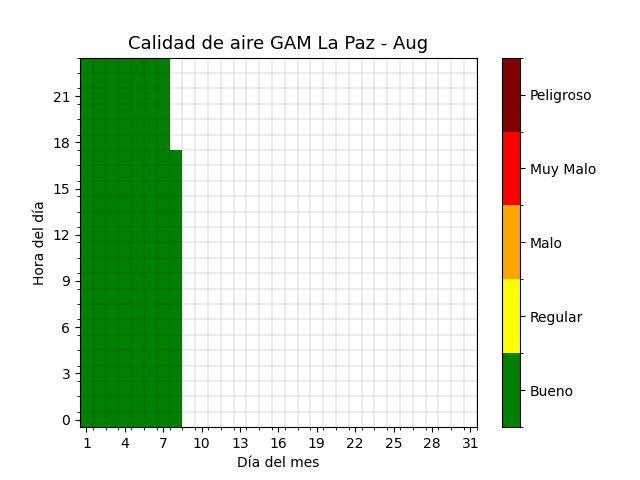 Calidad de aire GAM La Paz - Aug
Hora del día
21
18
15
12
9
6
3
0
1 4 7 10 13 16 19 22 25 28 31
Día del mes
Peligroso
Muy Malo
Malo
Regular
Bueno